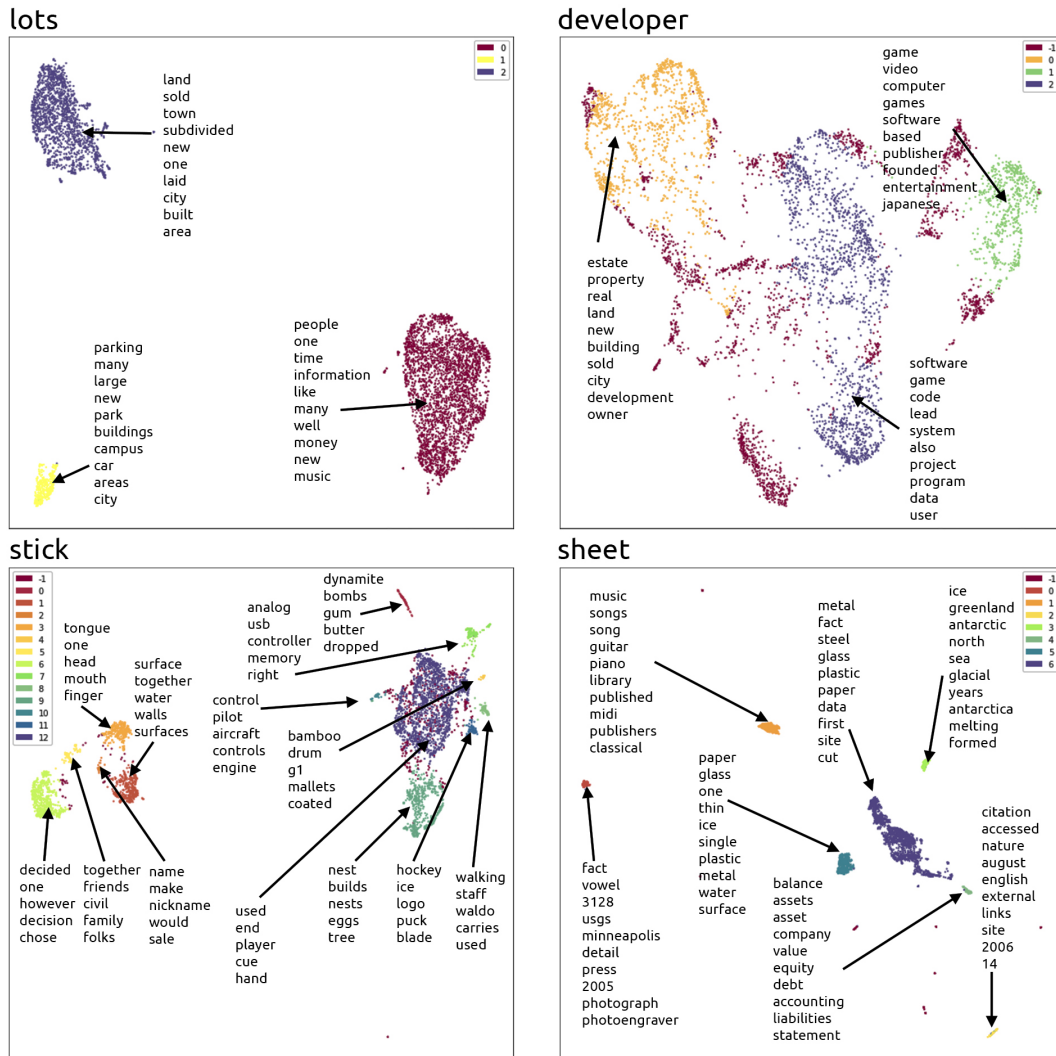 lots
0
1
2
land
sold
town
subdivided
new
one
laid
city
built
area
parking
many
large
new
park
buildings
campus
car
areas
city
people
one
time
information
like
many
well
money
new
music
developer
-1
0
1
2
game
video
computer
games
software
based
publisher
founded
entertainment
japanese
estate
property
real
land
new
building
sold
city
development
owner
software
game
code
lead
system
also
project
program
data
user
stick
-1
0
1
2
3
4
5
6
7
8
9
10
11
12
tongue
one
head
mouth
finger
surface
together
water
walls
surfaces
analog
usb
controller
memory
right
dynamite
bombs
gum
butter
dropped
control
pilot
aircraft
controls
engine
bamboo
drum
g1
mallets
coated
decided
one
however
decision
chose
together
friends
civil
family
folks
name
make
nickname
would
sale
used
end
player
cue
hand
nest
builds
nests
eggs
tree
hockey
ice
logo
puck
blade
walking
staff
waldo
carries
used
sheet
-1
0
1
2
3
4
5
6
music
songs
song
guitar
piano
library
published
midi
publishers
classical
metal
fact
steel
glass
plastic
paper
data
first
site
cut
ice
greenland
antarctic
north
sea
glacial
years
antarctica
melting
formed
paper
glass
one
thin
ice
single
plastic
metal
water
surface
fact
vowel
3128
usgs
minneapolis
detail
press
2005
photograph
photoengraver
balance
assets
asset
company
value
equity
debt
accounting
liabilities
statement
citation
accessed
nature
august
english
external
links
site
2006
14